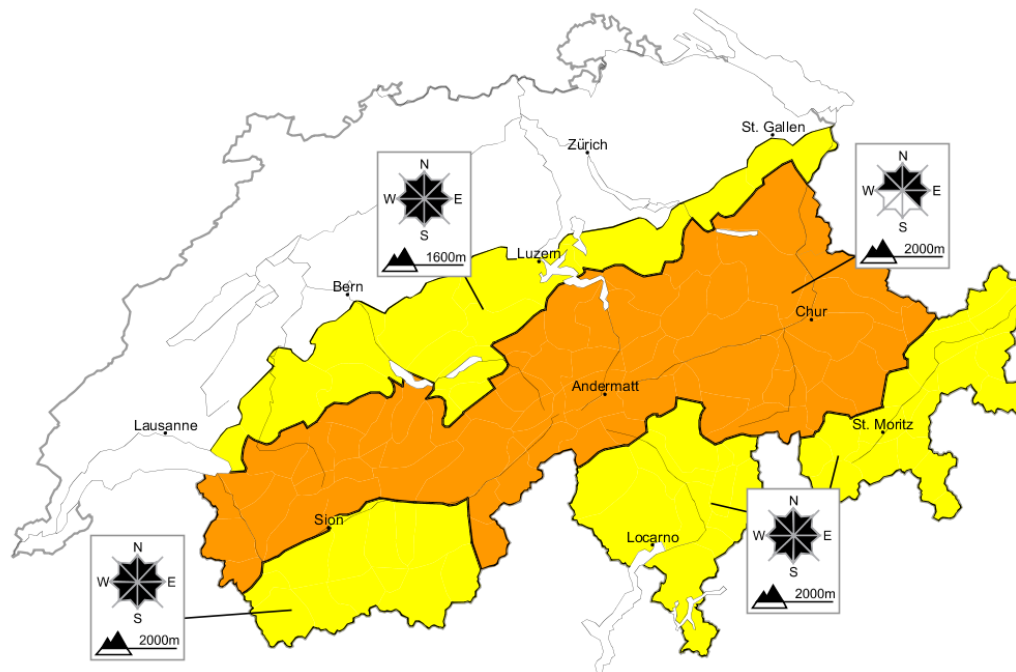 St. Gallen
Zürich
N
W E
S
1600m
N
W E
S
2000m
Luzern
Bern
Chur
Andermatt
Lausanne
St. Moritz
Sion
Locarno
N
W E
S
2000m
N
W E
S
2000m